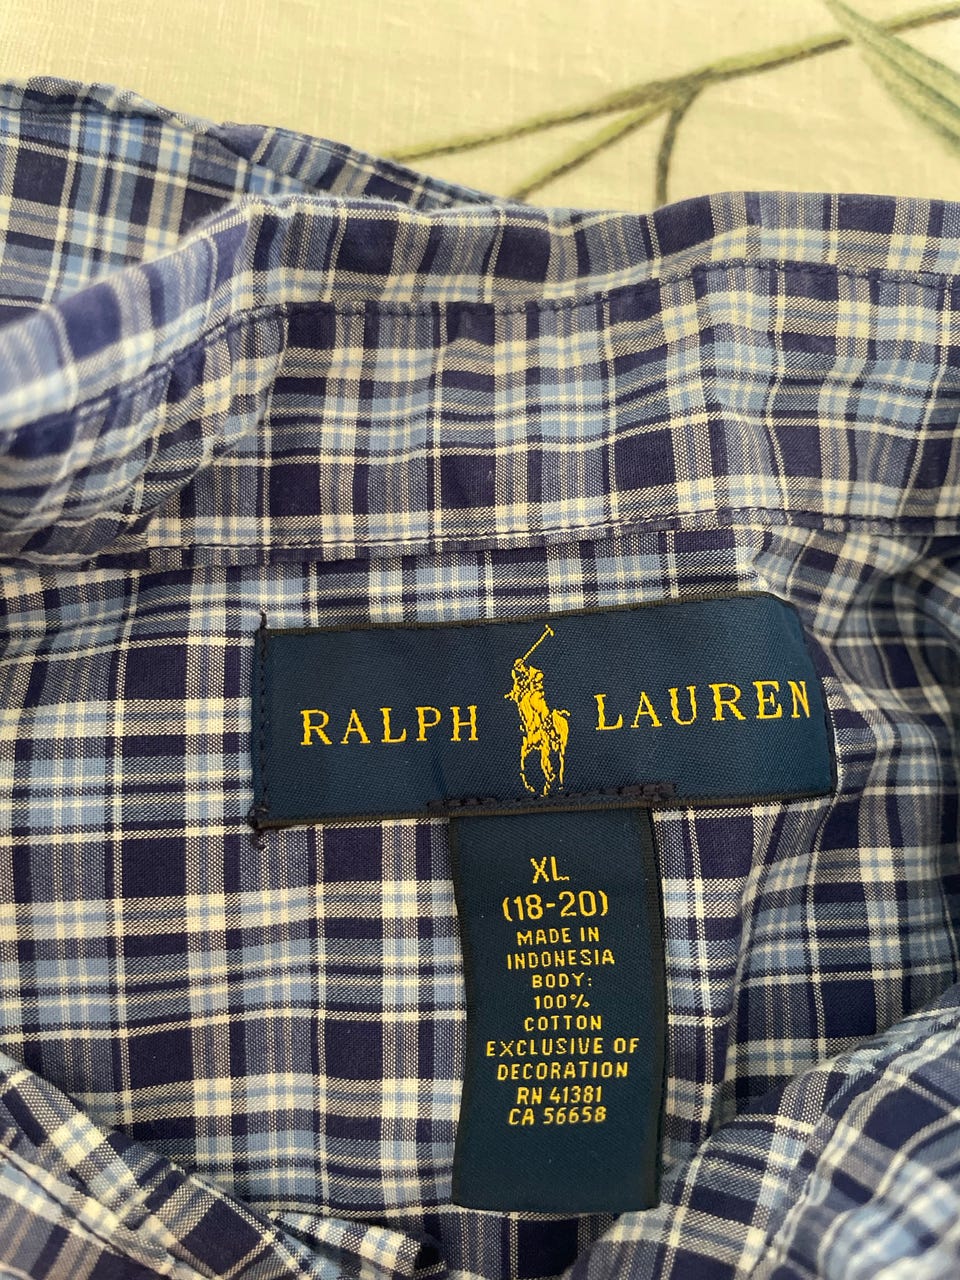 RALPH LAUREN
XL
(18-20)
MADE IN
INDONESIA
BODY:
100%
COTTON
EXCLUSIVE OF
DECORATION
RN 41381
CA 56658